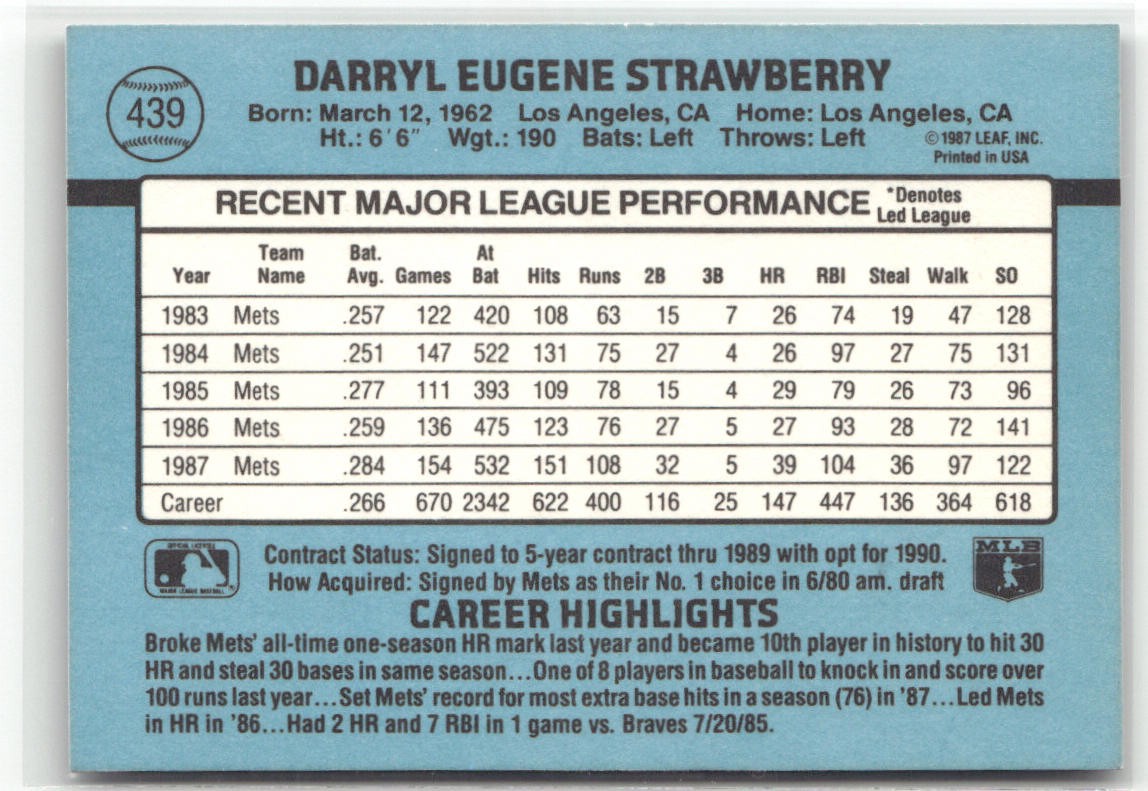 DARRYL EUGENE STRAWBERRY
439
Born: March 12, 1962 Los Angeles, CA Home: Los Angeles, CA
Ht.: 6'6" Wgt.: 190 Bats: Left Throws: Left
©1987 LEAF, INC.
Printed in USA
RECENT MAJOR LEAGUE PERFORMANCE *Denotes
Led League
Year Team Name Bat. Avg. Games At Bat Hits Runs 2B 3B HR RBI Steal Walk SO
1983 Mets .257 122 420 108 63 15 7 26 74 19 47 128
1984 Mets .251 147 522 131 75 27 4 26 97 27 75 131
1985 Mets .277 111 393 109 78 15 4 29 79 26 73 96
1986 Mets .259 136 475 123 76 27 5 27 93 28 72 141
1987 Mets .284 154 532 151 108 32 5 39 104 36 97 122
Career .266 670 2342 622 400 116 25 147 447 136 364 618
OFFICIAL LICENSEE
MAJOR LEAGUE BASEBALL
MLB
Contract Status: Signed to 5-year contract thru 1989 with opt for 1990.
How Acquired: Signed by Mets as their No. 1 choice in 6/80 am. draft
CAREER HIGHLIGHTS
Broke Mets' all-time one-season HR mark last year and became 10th player in history to hit 30
HR and steal 30 bases in same season...One of 8 players in baseball to knock in and score over
100 runs last year...Set Mets' record for most extra base hits in a season (76) in '87...Led Mets
in HR in '86...Had 2 HR and 7 RBI in 1 game vs. Braves 7/20/85.